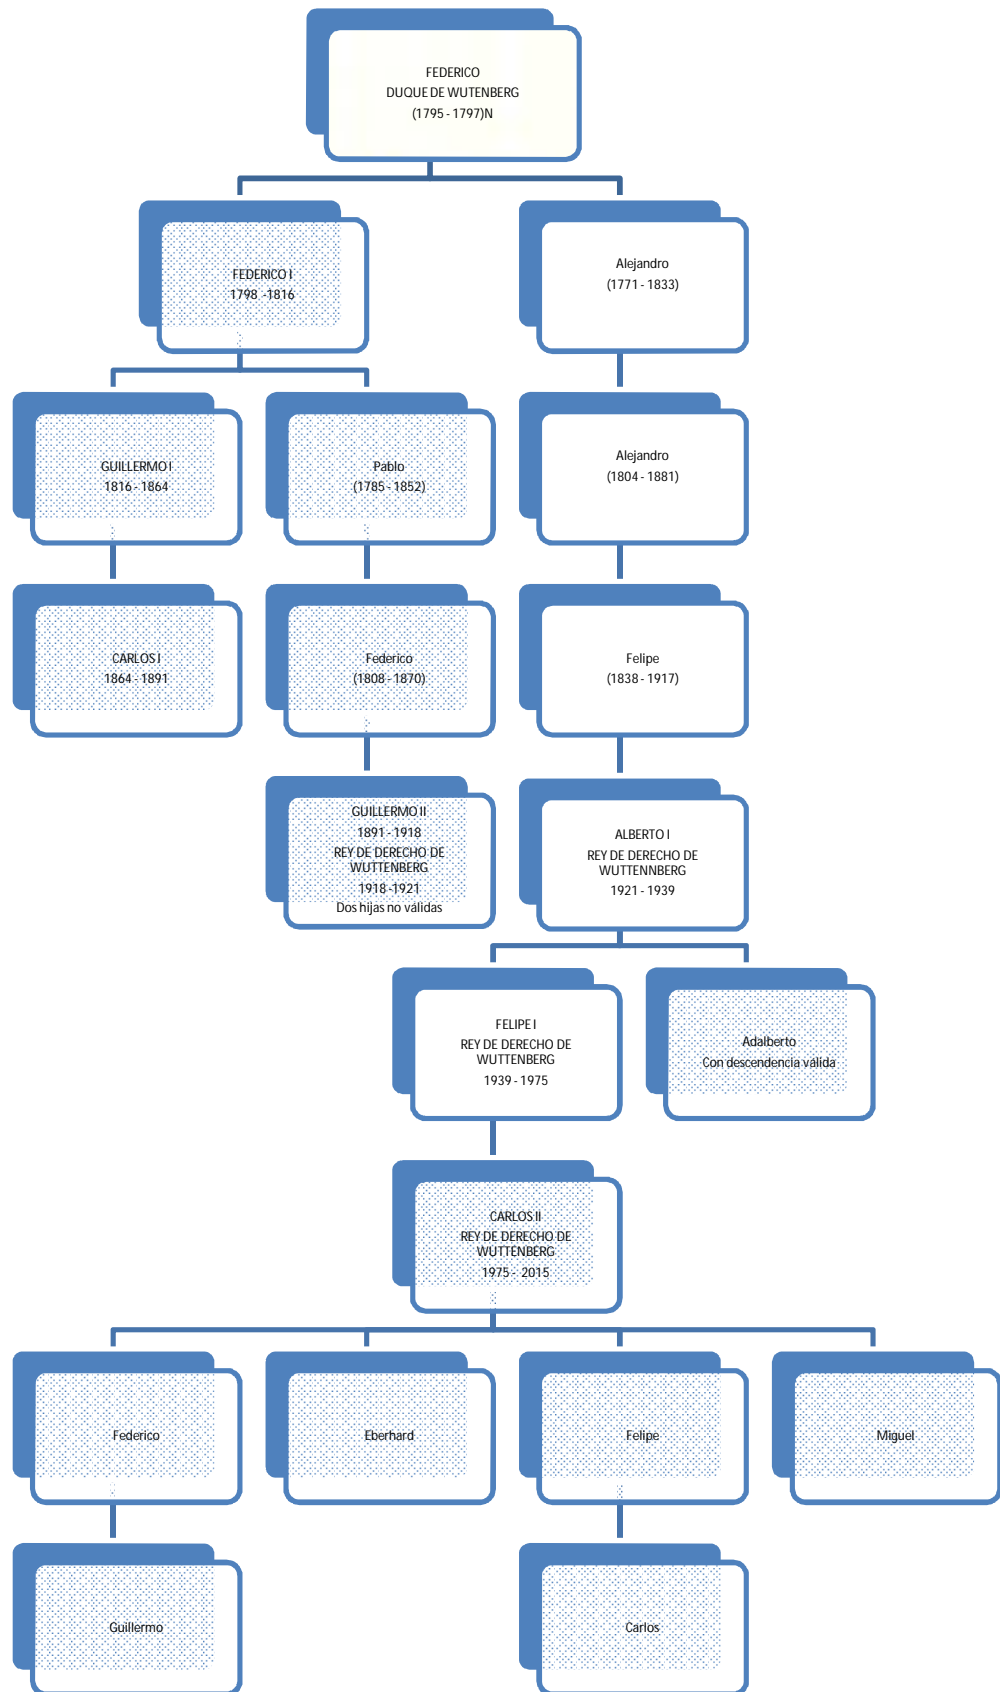 FEDERICO
DUQUE DE WUTENBERG
(1795 - 1797)N
FEDERICO I
1798 -1816
Alejandro
(1771 - 1833)
GUILLERMO I
1816 - 1864
Pablo
(1785 - 1852)
Alejandro
(1804 - 1881)
CARLOS I
1864 - 1891
Federico
(1808 - 1870)
Felipe
(1838 - 1917)
GUILLERMO II
1891 - 1918
REY DE DERECHO DE
WUTTENBERG
1918 -1921
Dos hijas no válidas
ALBERTO I
REY DE DERECHO DE
WUTTENNBERG
1921 - 1939
FELIPE I
REY DE DERECHO DE
WUTTENBERG
1939 - 1975
Adalberto
Con descendencia válida
CARLOS II
REY DE DERECHO DE
WUTTENBERG
1975 - 2015
Federico
Eberhard
Felipe
Miguel
Guillermo
Carlos